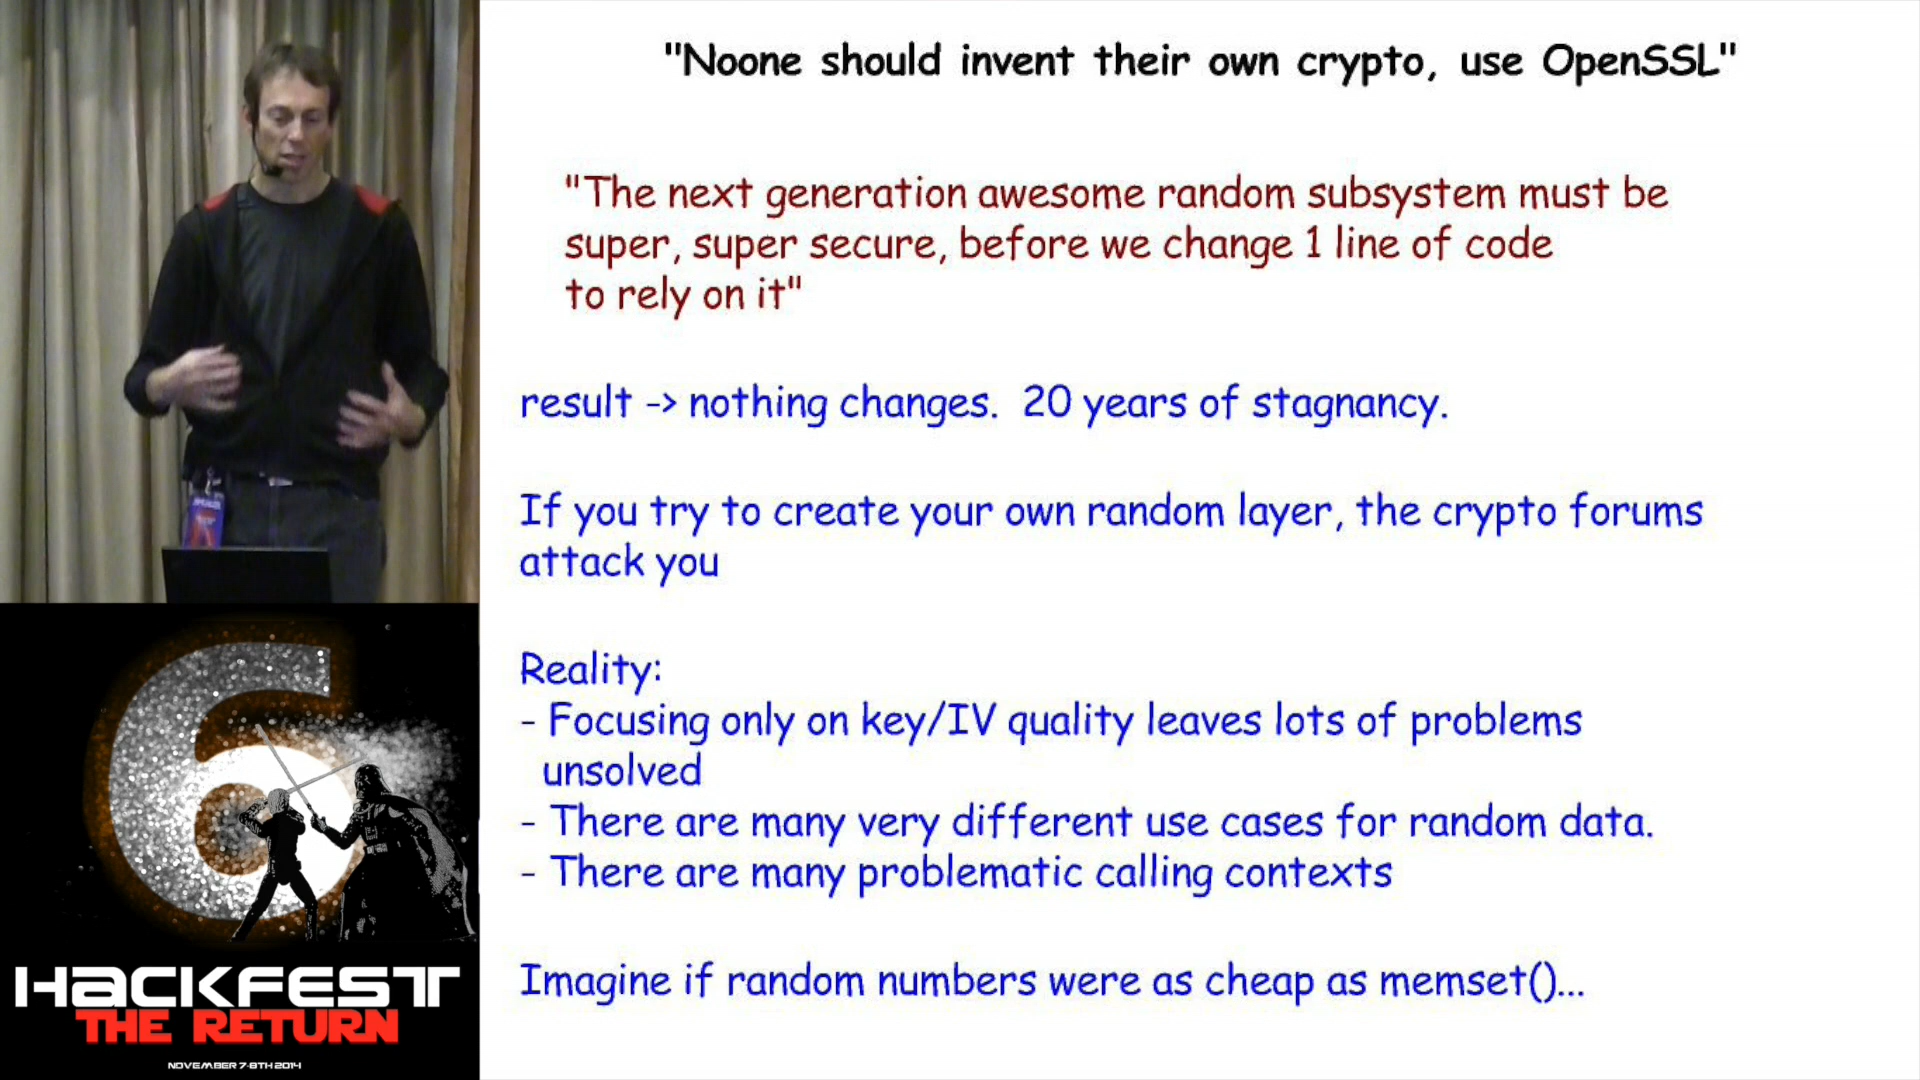 "Noone should invent their own crypto, use OpenSSL"
"The next generation awesome random subsystem must be
super, super secure, before we change 1 line of code
to rely on it"
result -> nothing changes.  20 years of stagnancy.
If you try to create your own random layer, the crypto forums
attack you
Reality:
- Focusing only on key/IV quality leaves lots of problems
unsolved
- There are many very different use cases for random data.
- There are many problematic calling contexts
Imagine if random numbers were as cheap as memset()...
6
HACKFEST
THE RETURN
NOVEMBER 7-8TH 2014